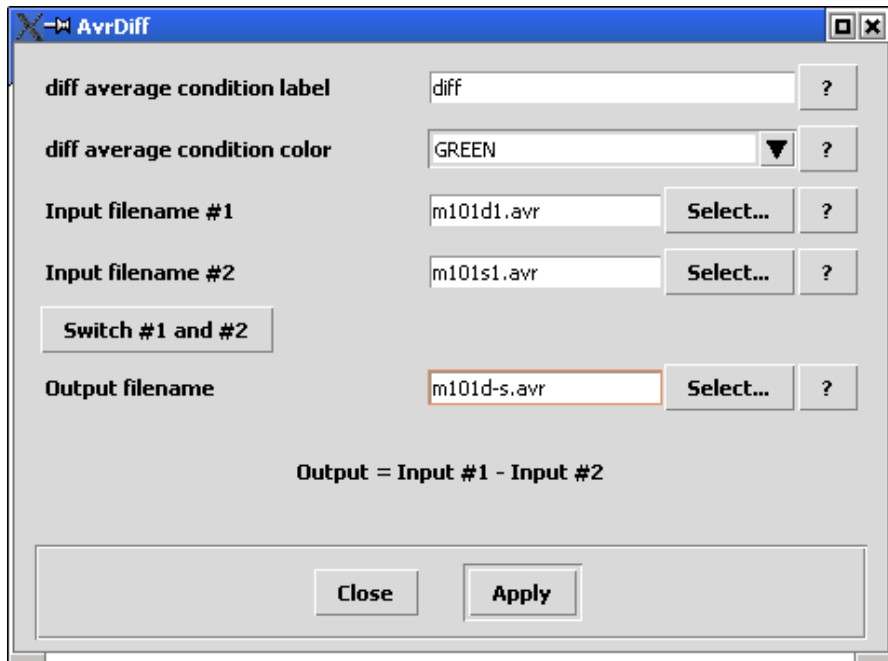 AvrDiff
diff average condition label diff ?
diff average condition color GREEN ?
Input filename #1 m101d1.avr Select... ?
Input filename #2 m101s1.avr Select... ?
Switch #1 and #2
Output filename m101d-s.avr Select... ?
Output = Input #1 - Input #2
Close Apply